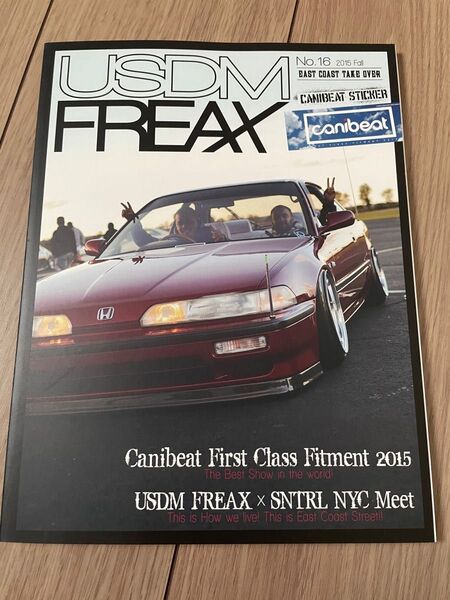 USDM
FREAX
No.16 2015 Fall
EAST COAST TAKE OVER
CANIBEAT STICKER
canibeat
Canibeat First Class Fitment 2015
The Best Show in the world!
USDM FREAX × SNTRL NYC Meet
This is How we live! This is East Coast Street!!